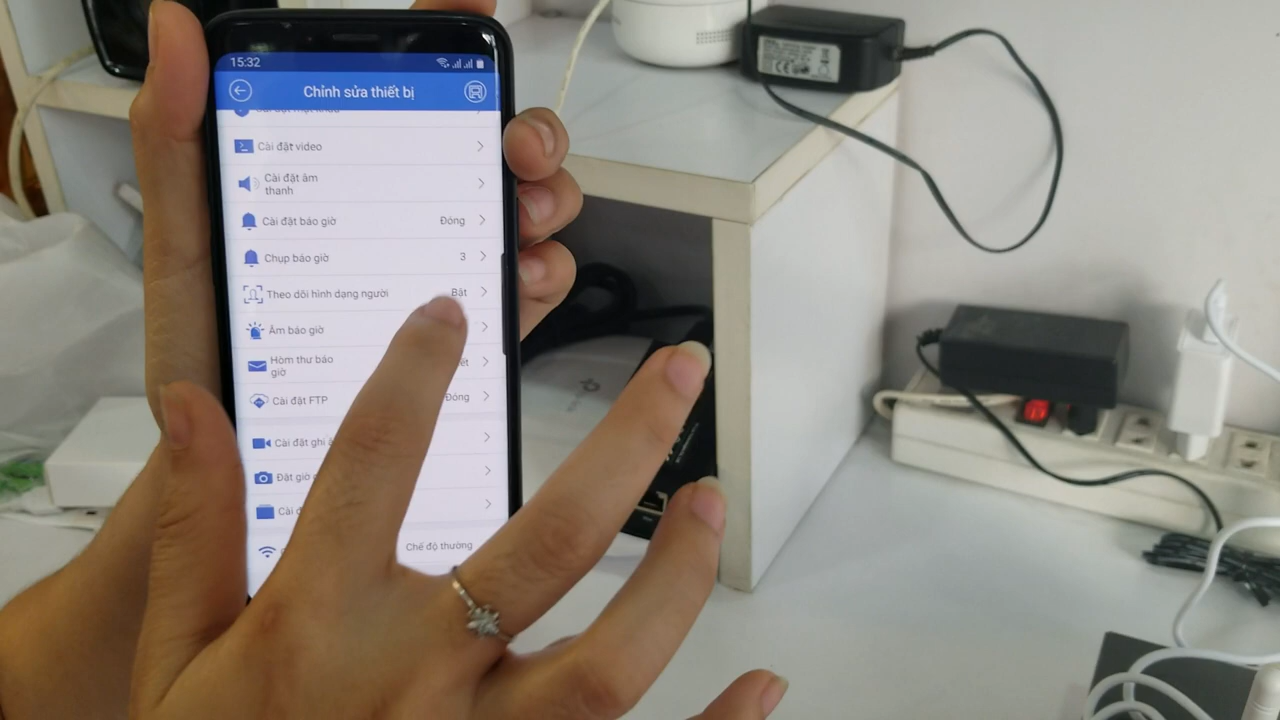 15:32
Chỉnh sửa thiết bị
Cài đặt video
Cài đặt âm
thanh
Cài đặt báo giờ Đóng
Chụp báo giờ 3
Theo dõi hình dạng người Bật
Âm báo giờ
Hòm thư báo
giờ
Cài đặt FTP Đóng
Cài đặt ghi
Đặt giờ
Cài
Chế độ thường